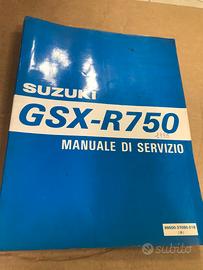 SUZUKI
GSX-R750
MANUALE DI SERVIZIO
subito